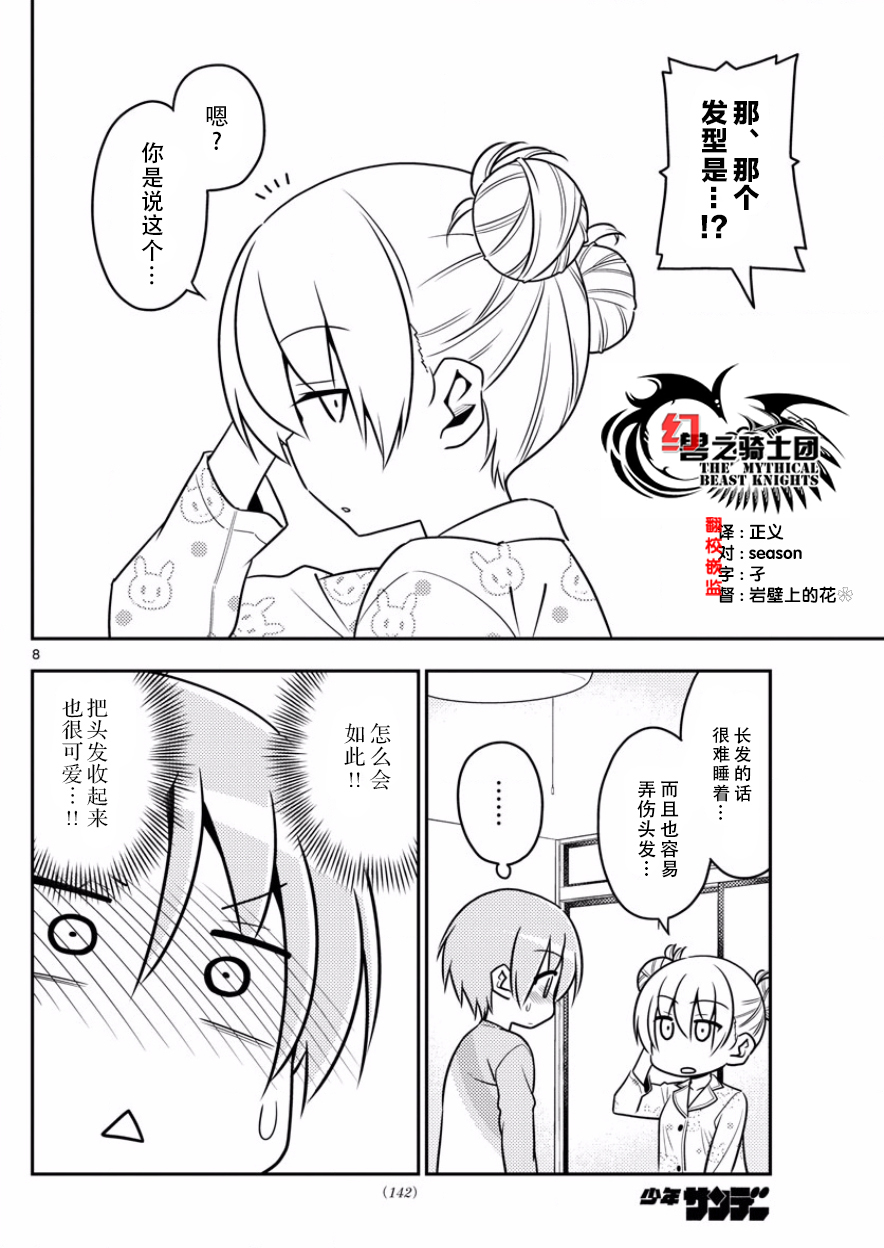 那、那个
发型是…!?
嗯?
你是说这个…
幻兽之骑士团
THE MYTHICAL
BEAST KNIGHTS
翻译:正义
校对:season
嵌字:孑
监督:岩壁上的花
8
长发的话
很难睡着…
而且也容易
弄伤头发…
……
怎么会
如此!!
把头发收起来
也很可爱…!!
(142)
少年サンデー